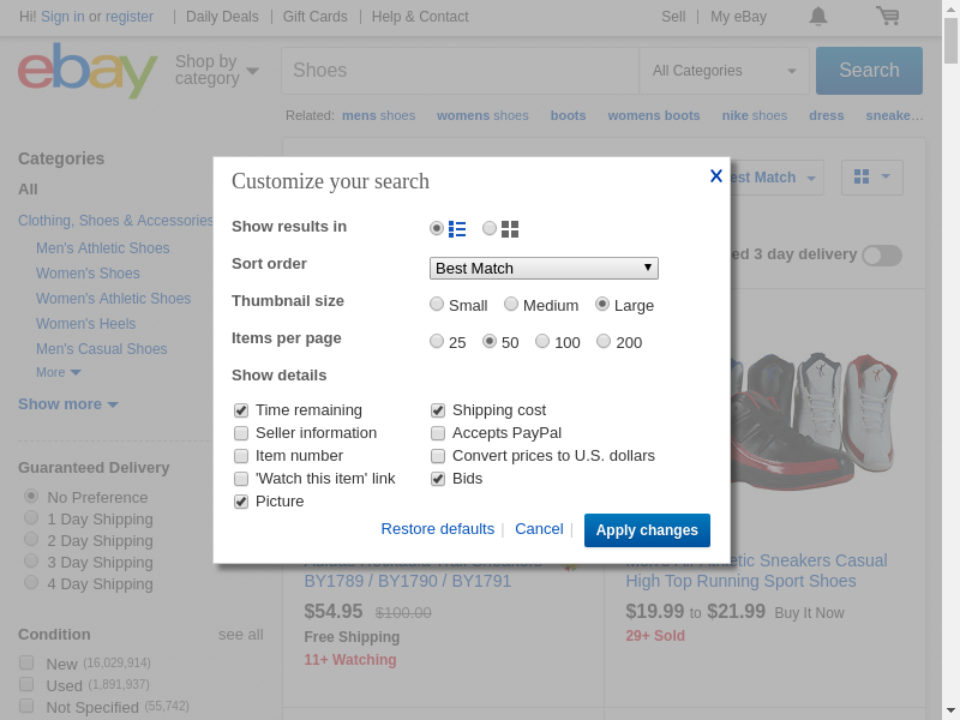 Hi! Sign in or register
Daily Deals
Gift Cards
Help & Contact
Sell
My eBay
ebay
Shop by category
Shoes
All Categories
Search
Related: mens shoes womens shoes boots womens boots nike shoes dress sneake...
Categories
All
Clothing, Shoes & Accessories
Men's Athletic Shoes
Women's Shoes
Women's Athletic Shoes
Women's Heels
Men's Casual Shoes
More
Show more
Guaranteed Delivery
No Preference
1 Day Shipping
2 Day Shipping
3 Day Shipping
4 Day Shipping
Condition see all
New (16,029,914)
Used (1,891,937)
Not Specified (55,742)
Customize your search
X
Show results in
Sort order
Best Match
Thumbnail size
Small Medium Large
Items per page
25 50 100 200
Show details
Time remaining
Seller information
Item number
'Watch this item' link
Picture
Shipping cost
Accepts PayPal
Convert prices to U.S. dollars
Bids
Restore defaults
Cancel
Apply changes
Match
3 day delivery
BY1789 / BY1790 / BY1791
$54.95 $100.00
Free Shipping
11+ Watching
Sneakers Casual
High Top Running Sport Shoes
$19.99 to $21.99 Buy It Now
29+ Sold